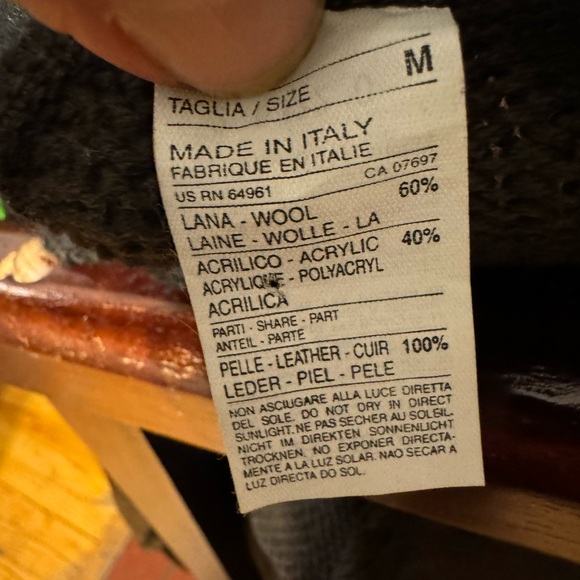 M
TAGLIA / SIZE
MADE IN ITALY
FABRIQUE EN ITALIE
US RN 64961 CA 07697
LANA - WOOL 60%
LAINE - WOLLE - LA
ACRILICO - ACRYLIC 40%
ACRYLIQUE - POLYACRYL
ACRILICA
PARTI - SHARE - PART
ANTEIL - PARTE
PELLE - LEATHER - CUIR 100%
LEDER - PIEL - PELE
NON ASCIUGARE ALLA LUCE DIRETTA
DEL SOLE. DO NOT DRY IN DIRECT
SUNLIGHT. NE PAS SECHER AU SOLEIL.
NICHT IM DIREKTEN SONNENLICHT
TROCKNEN. NO EXPONER DIRECTA-
MENTE A LA LUZ SOLAR. NAO SECAR A
LUZ DIRECTA DO SOL.